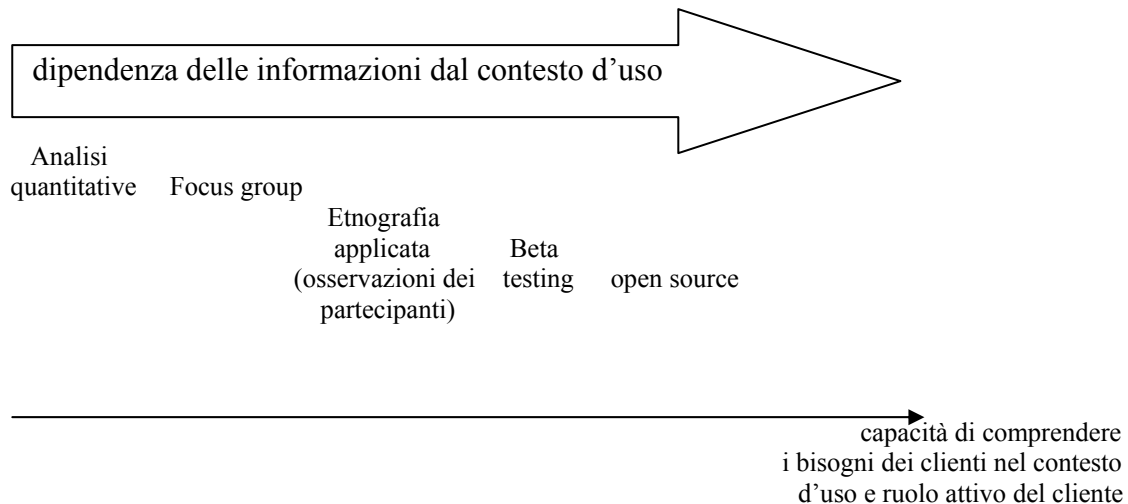 dipendenza delle informazioni dal contesto d’uso
Analisi
quantitative
Focus group
Etnografia
applicata
(osservazioni dei
partecipanti)
Beta
testing
open source
capacità di comprendere
i bisogni dei clienti nel contesto
d’uso e ruolo attivo del cliente